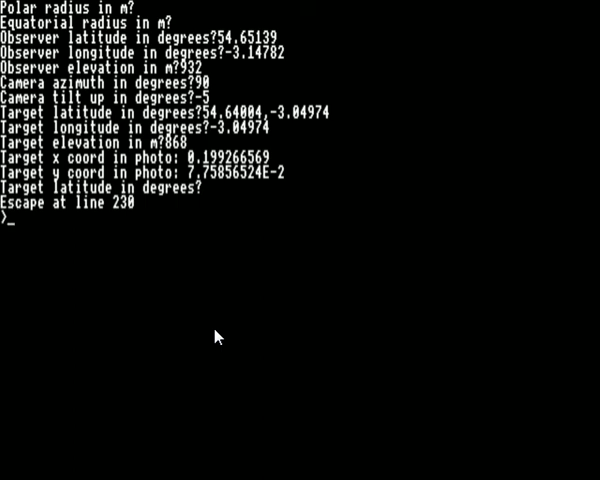 Polar radius in m?
Equatorial radius in m?
Observer latitude in degrees?54.65139
Observer longitude in degrees?-3.14782
Observer elevation in m?932
Camera azimuth in degrees?90
Camera tilt up in degrees?-5
Target latitude in degrees?54.64004,-3.04974
Target longitude in degrees?-3.04974
Target elevation in m?868
Target x coord in photo: 0.199266569
Target y coord in photo: 7.75856524E-2
Target latitude in degrees?
Escape at line 230
>_